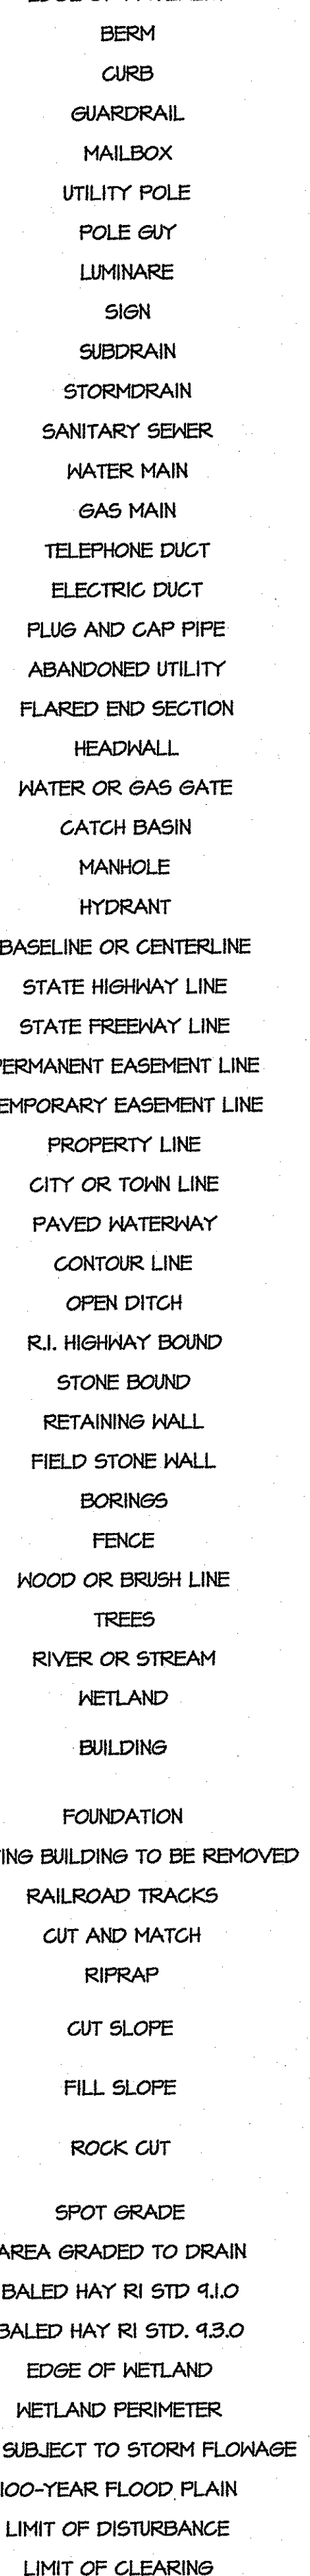 BERM
CURB
GUARDRAIL
MAILBOX
UTILITY POLE
POLE GUY
LUMINARE
SIGN
SUBDRAIN
STORMDRAIN
SANITARY SEWER
WATER MAIN
GAS MAIN
TELEPHONE DUCT
ELECTRIC DUCT
PLUG AND CAP PIPE
ABANDONED UTILITY
FLARED END SECTION
HEADWALL
WATER OR GAS GATE
CATCH BASIN
MANHOLE
HYDRANT
BASELINE OR CENTERLINE
STATE HIGHWAY LINE
STATE FREEWAY LINE
PERMANENT EASEMENT LINE
EMPORARY EASEMENT LINE
PROPERTY LINE
CITY OR TOWN LINE
PAVED WATERWAY
CONTOUR LINE
OPEN DITCH
R.I. HIGHWAY BOUND
STONE BOUND
RETAINING WALL
FIELD STONE WALL
BORINGS
FENCE
WOOD OR BRUSH LINE
TREES
RIVER OR STREAM
WETLAND
BUILDING
FOUNDATION
ING BUILDING TO BE REMOVED
RAILROAD TRACKS
CUT AND MATCH
RIPRAP
CUT SLOPE
FILL SLOPE
ROCK CUT
SPOT GRADE
AREA GRADED TO DRAIN
BALED HAY RI STD 9.1.0
BALED HAY RI STD. 9.3.0
EDGE OF WETLAND
WETLAND PERIMETER
SUBJECT TO STORM FLOWAGE
100-YEAR FLOOD PLAIN
LIMIT OF DISTURBANCE
LIMIT OF CLEARING